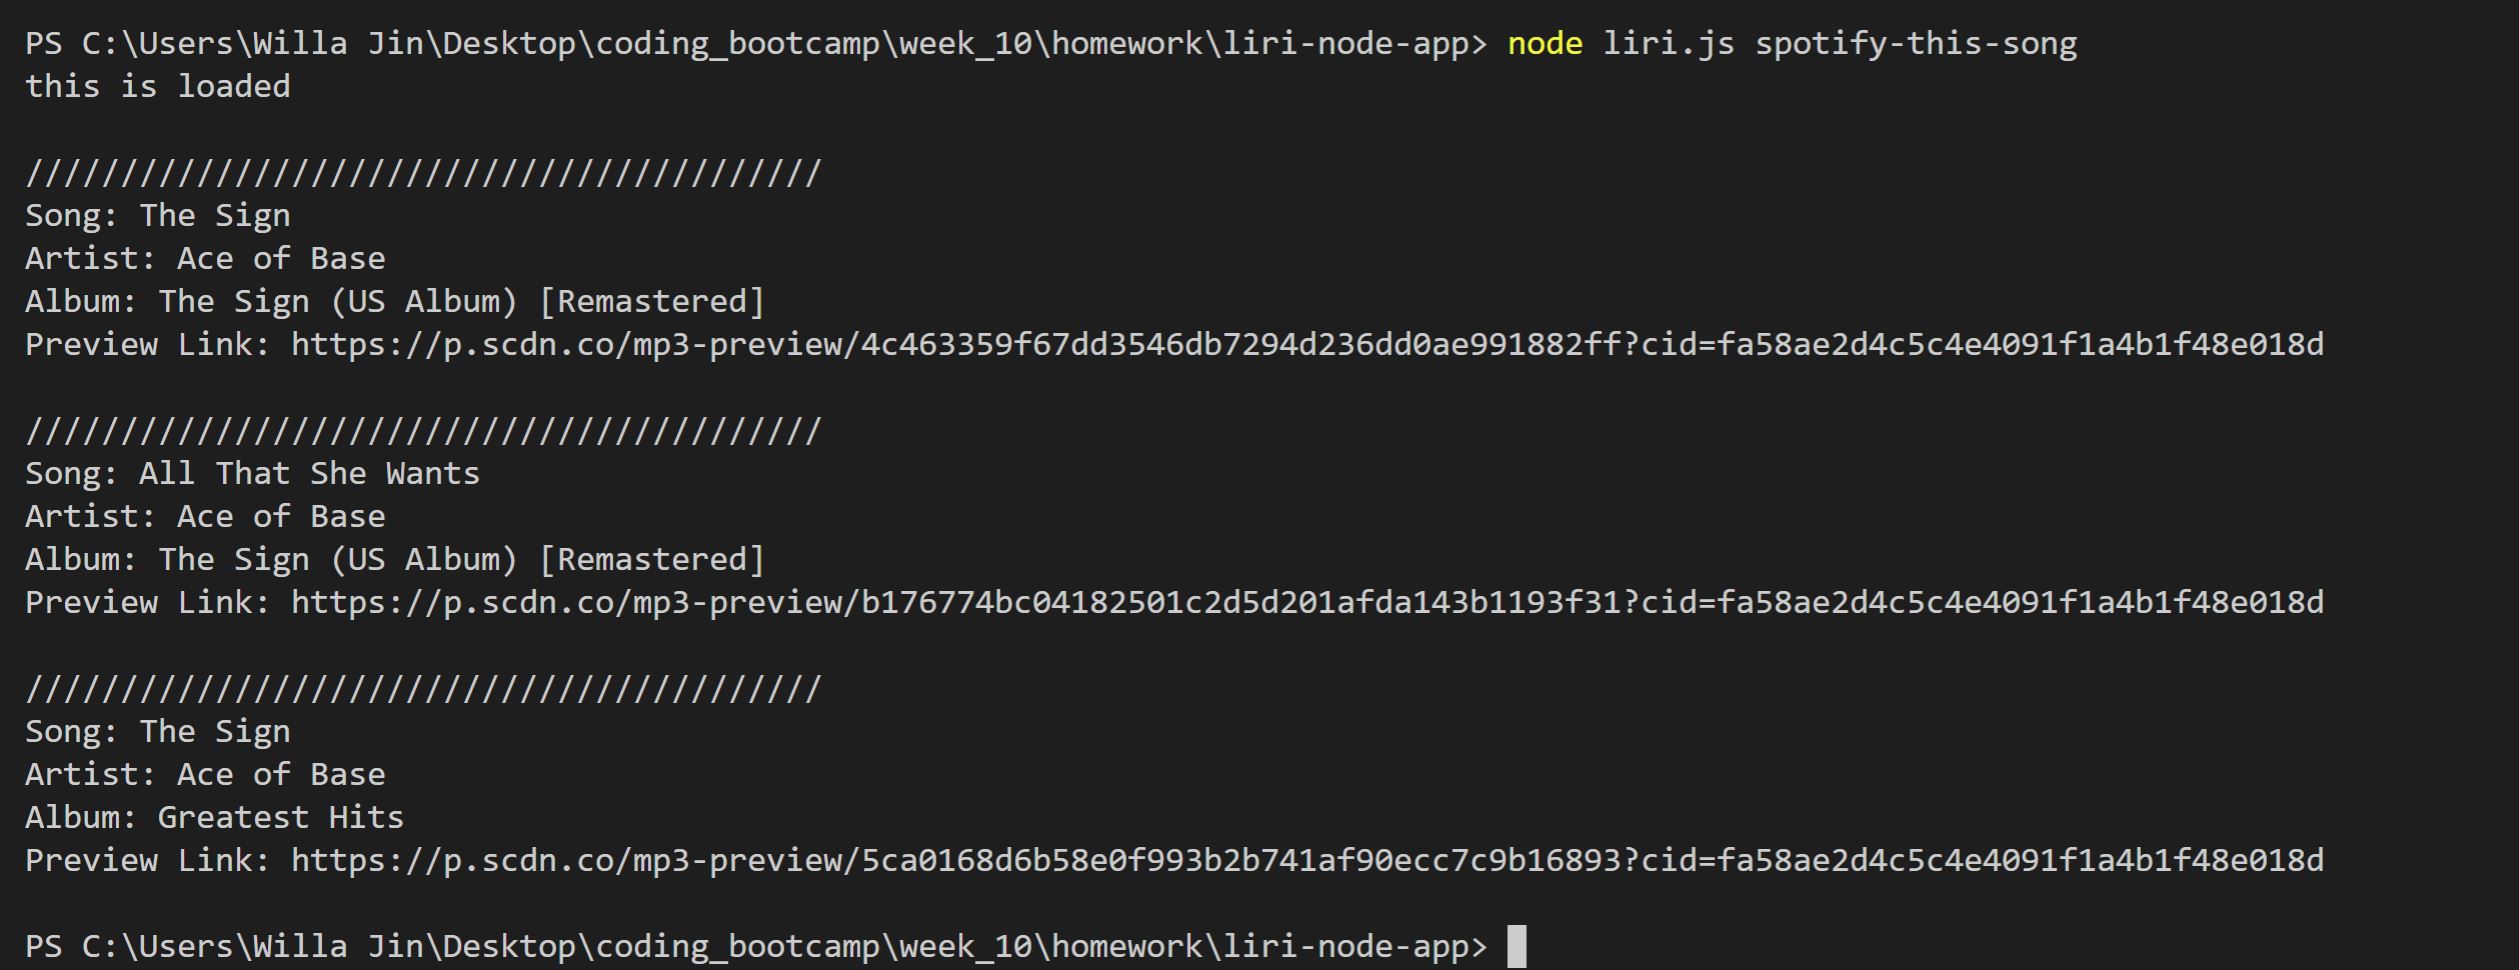 PS C:\Users\Willa Jin\Desktop\coding_bootcamp\week_10\homework\liri-node-app> node liri.js spotify-this-song
this is loaded
//////////////////////////////////////////
Song: The Sign
Artist: Ace of Base
Album: The Sign (US Album) [Remastered]
Preview Link: https://p.scdn.co/mp3-preview/4c463359f67dd3546db7294d236dd0ae991882ff?cid=fa58ae2d4c5c4e4091f1a4b1f48e018d
//////////////////////////////////////////
Song: All That She Wants
Artist: Ace of Base
Album: The Sign (US Album) [Remastered]
Preview Link: https://p.scdn.co/mp3-preview/b176774bc04182501c2d5d201afda143b1193f31?cid=fa58ae2d4c5c4e4091f1a4b1f48e018d
//////////////////////////////////////////
Song: The Sign
Artist: Ace of Base
Album: Greatest Hits
Preview Link: https://p.scdn.co/mp3-preview/5ca0168d6b58e0f993b2b741af90ecc7c9b16893?cid=fa58ae2d4c5c4e4091f1a4b1f48e018d
PS C:\Users\Willa Jin\Desktop\coding_bootcamp\week_10\homework\liri-node-app>